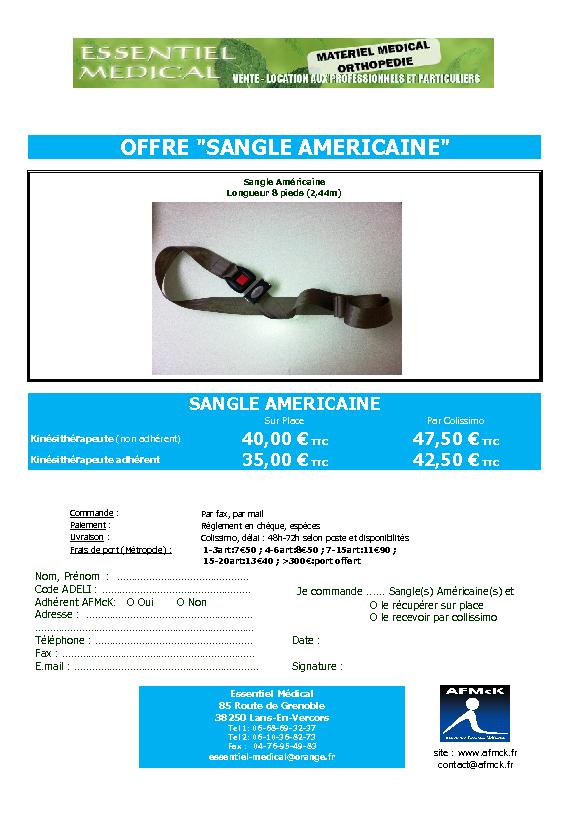 ESSENTIEL
MEDICAL
MATERIEL MEDICAL
ORTHOPEDIE
VENTE - LOCATION AUX PROFESSIONNELS ET PARTICULIERS
OFFRE "SANGLE AMERICAINE"
Sangle Américaine
Longueur 8 pieds (2,44m)
SANGLE AMERICAINE
Sur Place Par Colissimo
Kinésithérapeute (non adhérent) 40,00 € TTC 47,50 € TTC
Kinésithérapeute adhérent 35,00 € TTC 42,50 € TTC
Commande : Par fax, par mail
Paiement : Règlement en chèque, espèces
Livraison : Colissimo, délai : 48h-72h selon poste et disponibilités
Frais de port (Métropole) : 1-3art:7€50 ; 4-6art:8€50 ; 7-15art:11€90 ;
15-20art:13€40 ; >300€:port offert
Nom, Prénom : ............................................
Code ADELI : ..................................................
Adhérent AFMcK: O Oui O Non
Adresse : ........................................................
.........................................................................
Téléphone : .....................................................
Fax : ................................................................
E.mail : .............................................................
Je commande ...... Sangle(s) Américaine(s) et
O le récupérer sur place
O le recevoir par colissimo
Date :
Signature :
Essentiel Médical
85 Route de Grenoble
38250 Lans-En-Vercors
Tel 1: 06-68-69-32-37
Tel 2: 06-10-36-82-73
Fax : 04-76-95-49-83
essentiel-medical@orange.fr
AFMcK
site : www.afmck.fr
contact@afmck.fr